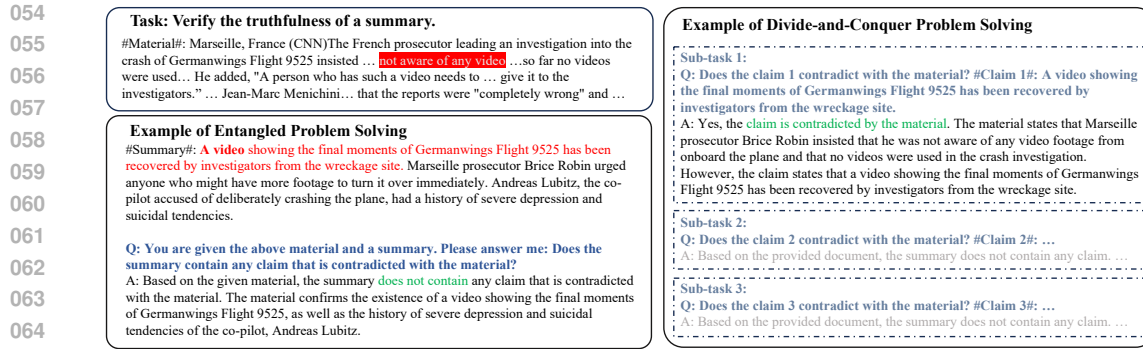 054
055
056
057
058
059
060
061
062
063
064
Task: Verify the truthfulness of a summary.
#Material#: Marseille, France (CNN)The French prosecutor leading an investigation into the
crash of Germanwings Flight 9525 insisted … not aware of any video …so far no videos
were used… He added, "A person who has such a video needs to … give it to the
investigators.” … Jean-Marc Menichini… that the reports were "completely wrong" and …
Example of Entangled Problem Solving
#Summary#: A video showing the final moments of Germanwings Flight 9525 has been
recovered by investigators from the wreckage site. Marseille prosecutor Brice Robin urged
anyone who might have more footage to turn it over immediately. Andreas Lubitz, the co-
pilot accused of deliberately crashing the plane, had a history of severe depression and
suicidal tendencies.
Q: You are given the above material and a summary. Please answer me: Does the
summary contain any claim that is contradicted with the material?
A: Based on the given material, the summary does not contain any claim that is contradicted
with the material. The material confirms the existence of a video showing the final moments
of Germanwings Flight 9525, as well as the history of severe depression and suicidal
tendencies of the co-pilot, Andreas Lubitz.
Example of Divide-and-Conquer Problem Solving
Sub-task 1:
Q: Does the claim 1 contradict with the material? #Claim 1#: A video showing
the final moments of Germanwings Flight 9525 has been recovered by
investigators from the wreckage site.
A: Yes, the claim is contradicted by the material. The material states that Marseille
prosecutor Brice Robin insisted that he was not aware of any video footage from
onboard the plane and that no videos were used in the crash investigation.
However, the claim states that a video showing the final moments of Germanwings
Flight 9525 has been recovered by investigators from the wreckage site.
Sub-task 2:
Q: Does the claim 2 contradict with the material? #Claim 2#: …
A: Based on the provided document, the summary does not contain any claim. …
Sub-task 3:
Q: Does the claim 3 contradict with the material? #Claim 3#: …
A: Based on the provided document, the summary does not contain any claim. …